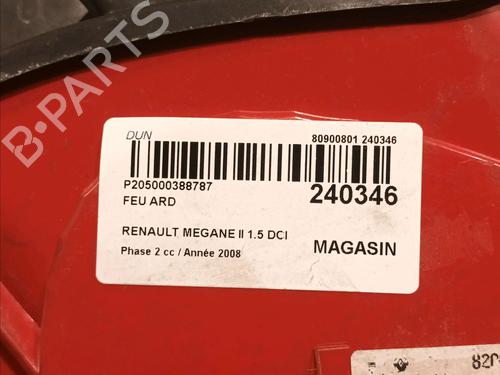 DUN
80900801 240346
P205000388787
240346
FEU ARD
RENAULT MEGANE II 1.5 DCI
MAGASIN
Phase 2 cc / Année 2008
B-PARTS